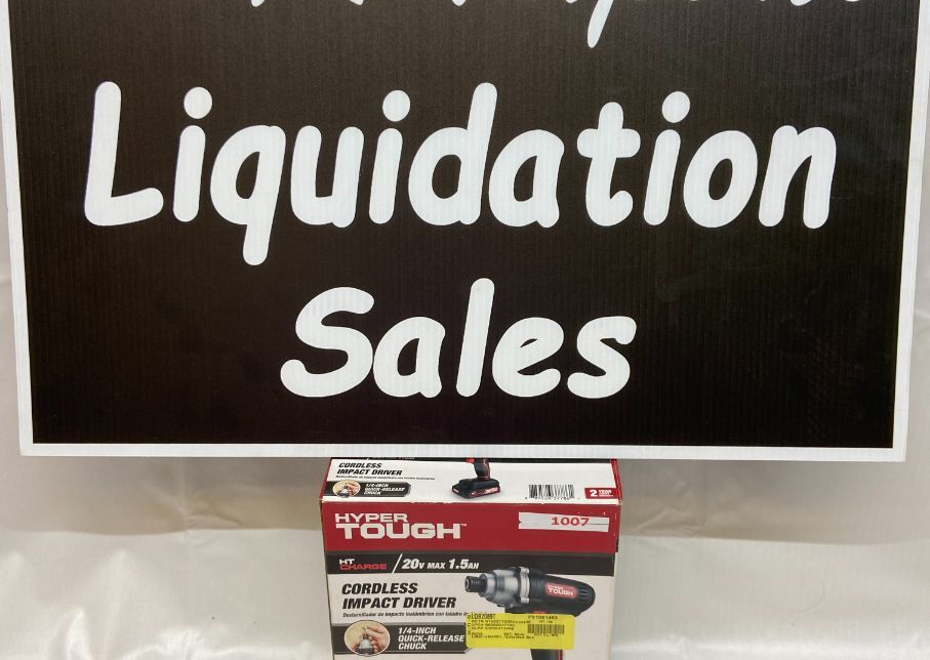 Liquidation
Sales
CORDLESS
IMPACT DRIVER
1/4-INCH
QUICK-RELEASE
CHUCK
2 YEAR
HYPER
TOUGH
1007
HT
CHARGE
20V MAX 1.5AH
CORDLESS
IMPACT DRIVER
TOUGH
1/4-INCH
QUICK-RELEASE
CHUCK